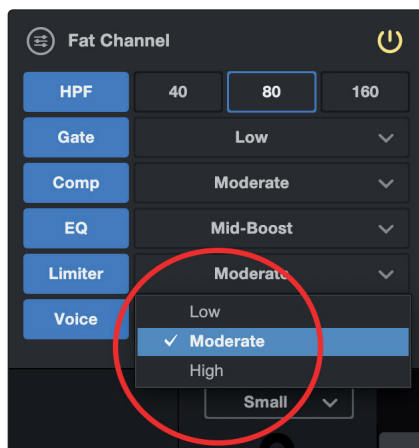 Fat Channel
HPF 40 80 160
Gate Low
Comp Moderate
EQ Mid-Boost
Limiter Moderate
Voice
Low
✓ Moderate
High
Small